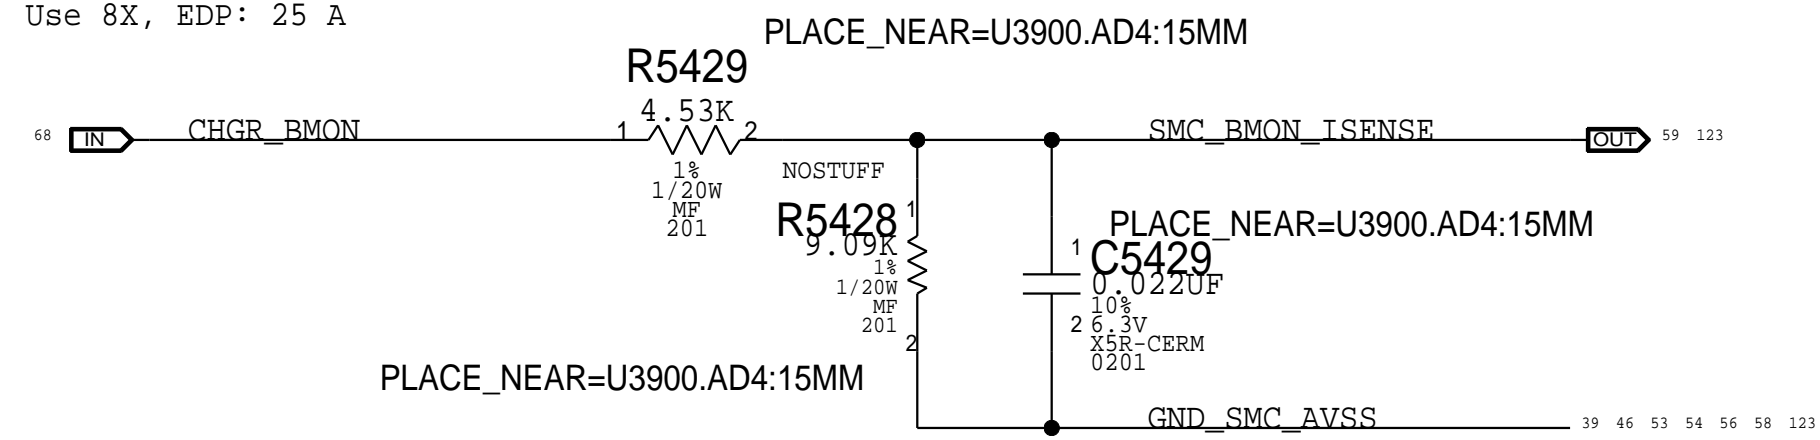 Use 8X, EDP: 25 A
PLACE_NEAR=U3900.AD4:15MM
R5429
4.53K
68 IN CHGR_BMON 1 2 SMC_BMON_ISENSE OUT 59 123
1%
1/20W
MF
201
NOSTUFF
R5428
1
9.09K
1%
1/20W
MF
201
2
PLACE_NEAR=U3900.AD4:15MM
1
C5429
0.022UF
10%
2 6.3V
X5R-CERM
0201
PLACE_NEAR=U3900.AD4:15MM
GND_SMC_AVSS 39 46 53 54 56 58 123